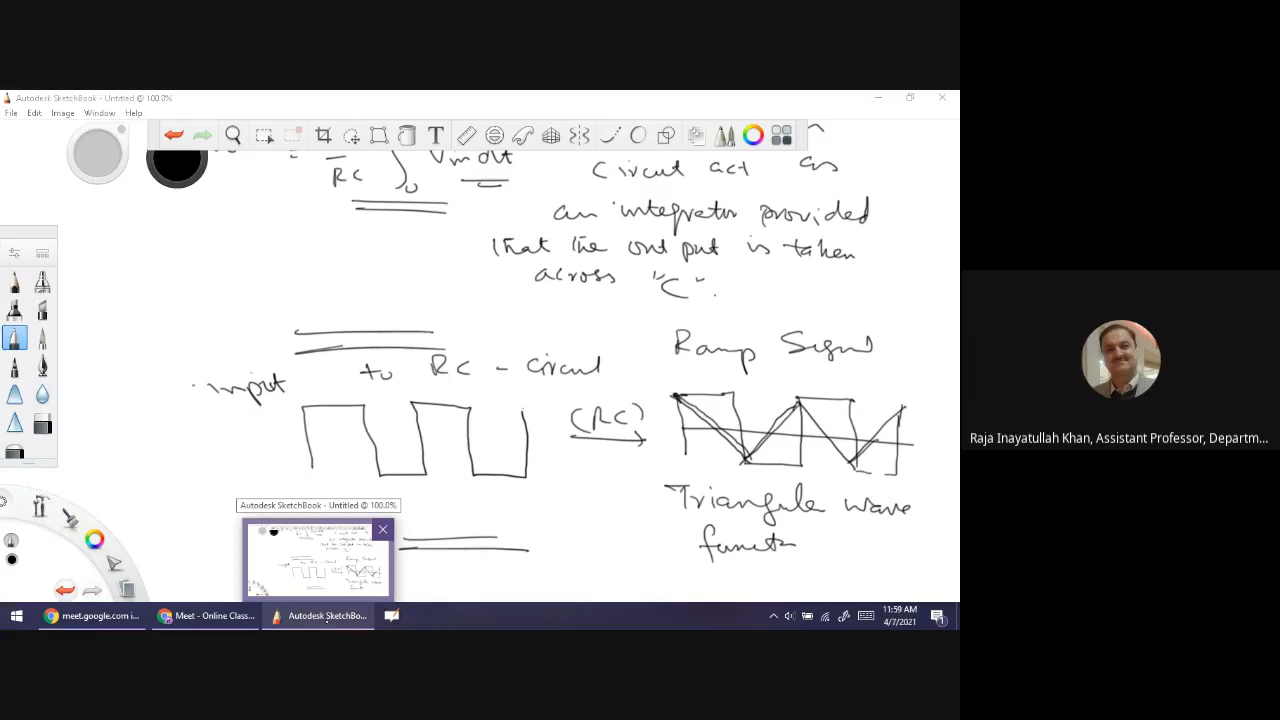 Autodesk SketchBook - Untitled @ 100.0%
File Edit Image Window Help
T
RC
Circuit act as
an integrator provided
that the output is taken
across "C".
Ramp Signal
input to RC - circuit
(RC)
Triangular wave
Autodesk SketchBook - Untitled @ 100.0%
meet.google.com i... Meet - Online Class... Autodesk SketchBo...
11:59 AM
4/7/2021
1
Raja Inayatullah Khan, Assistant Professor, Departm...